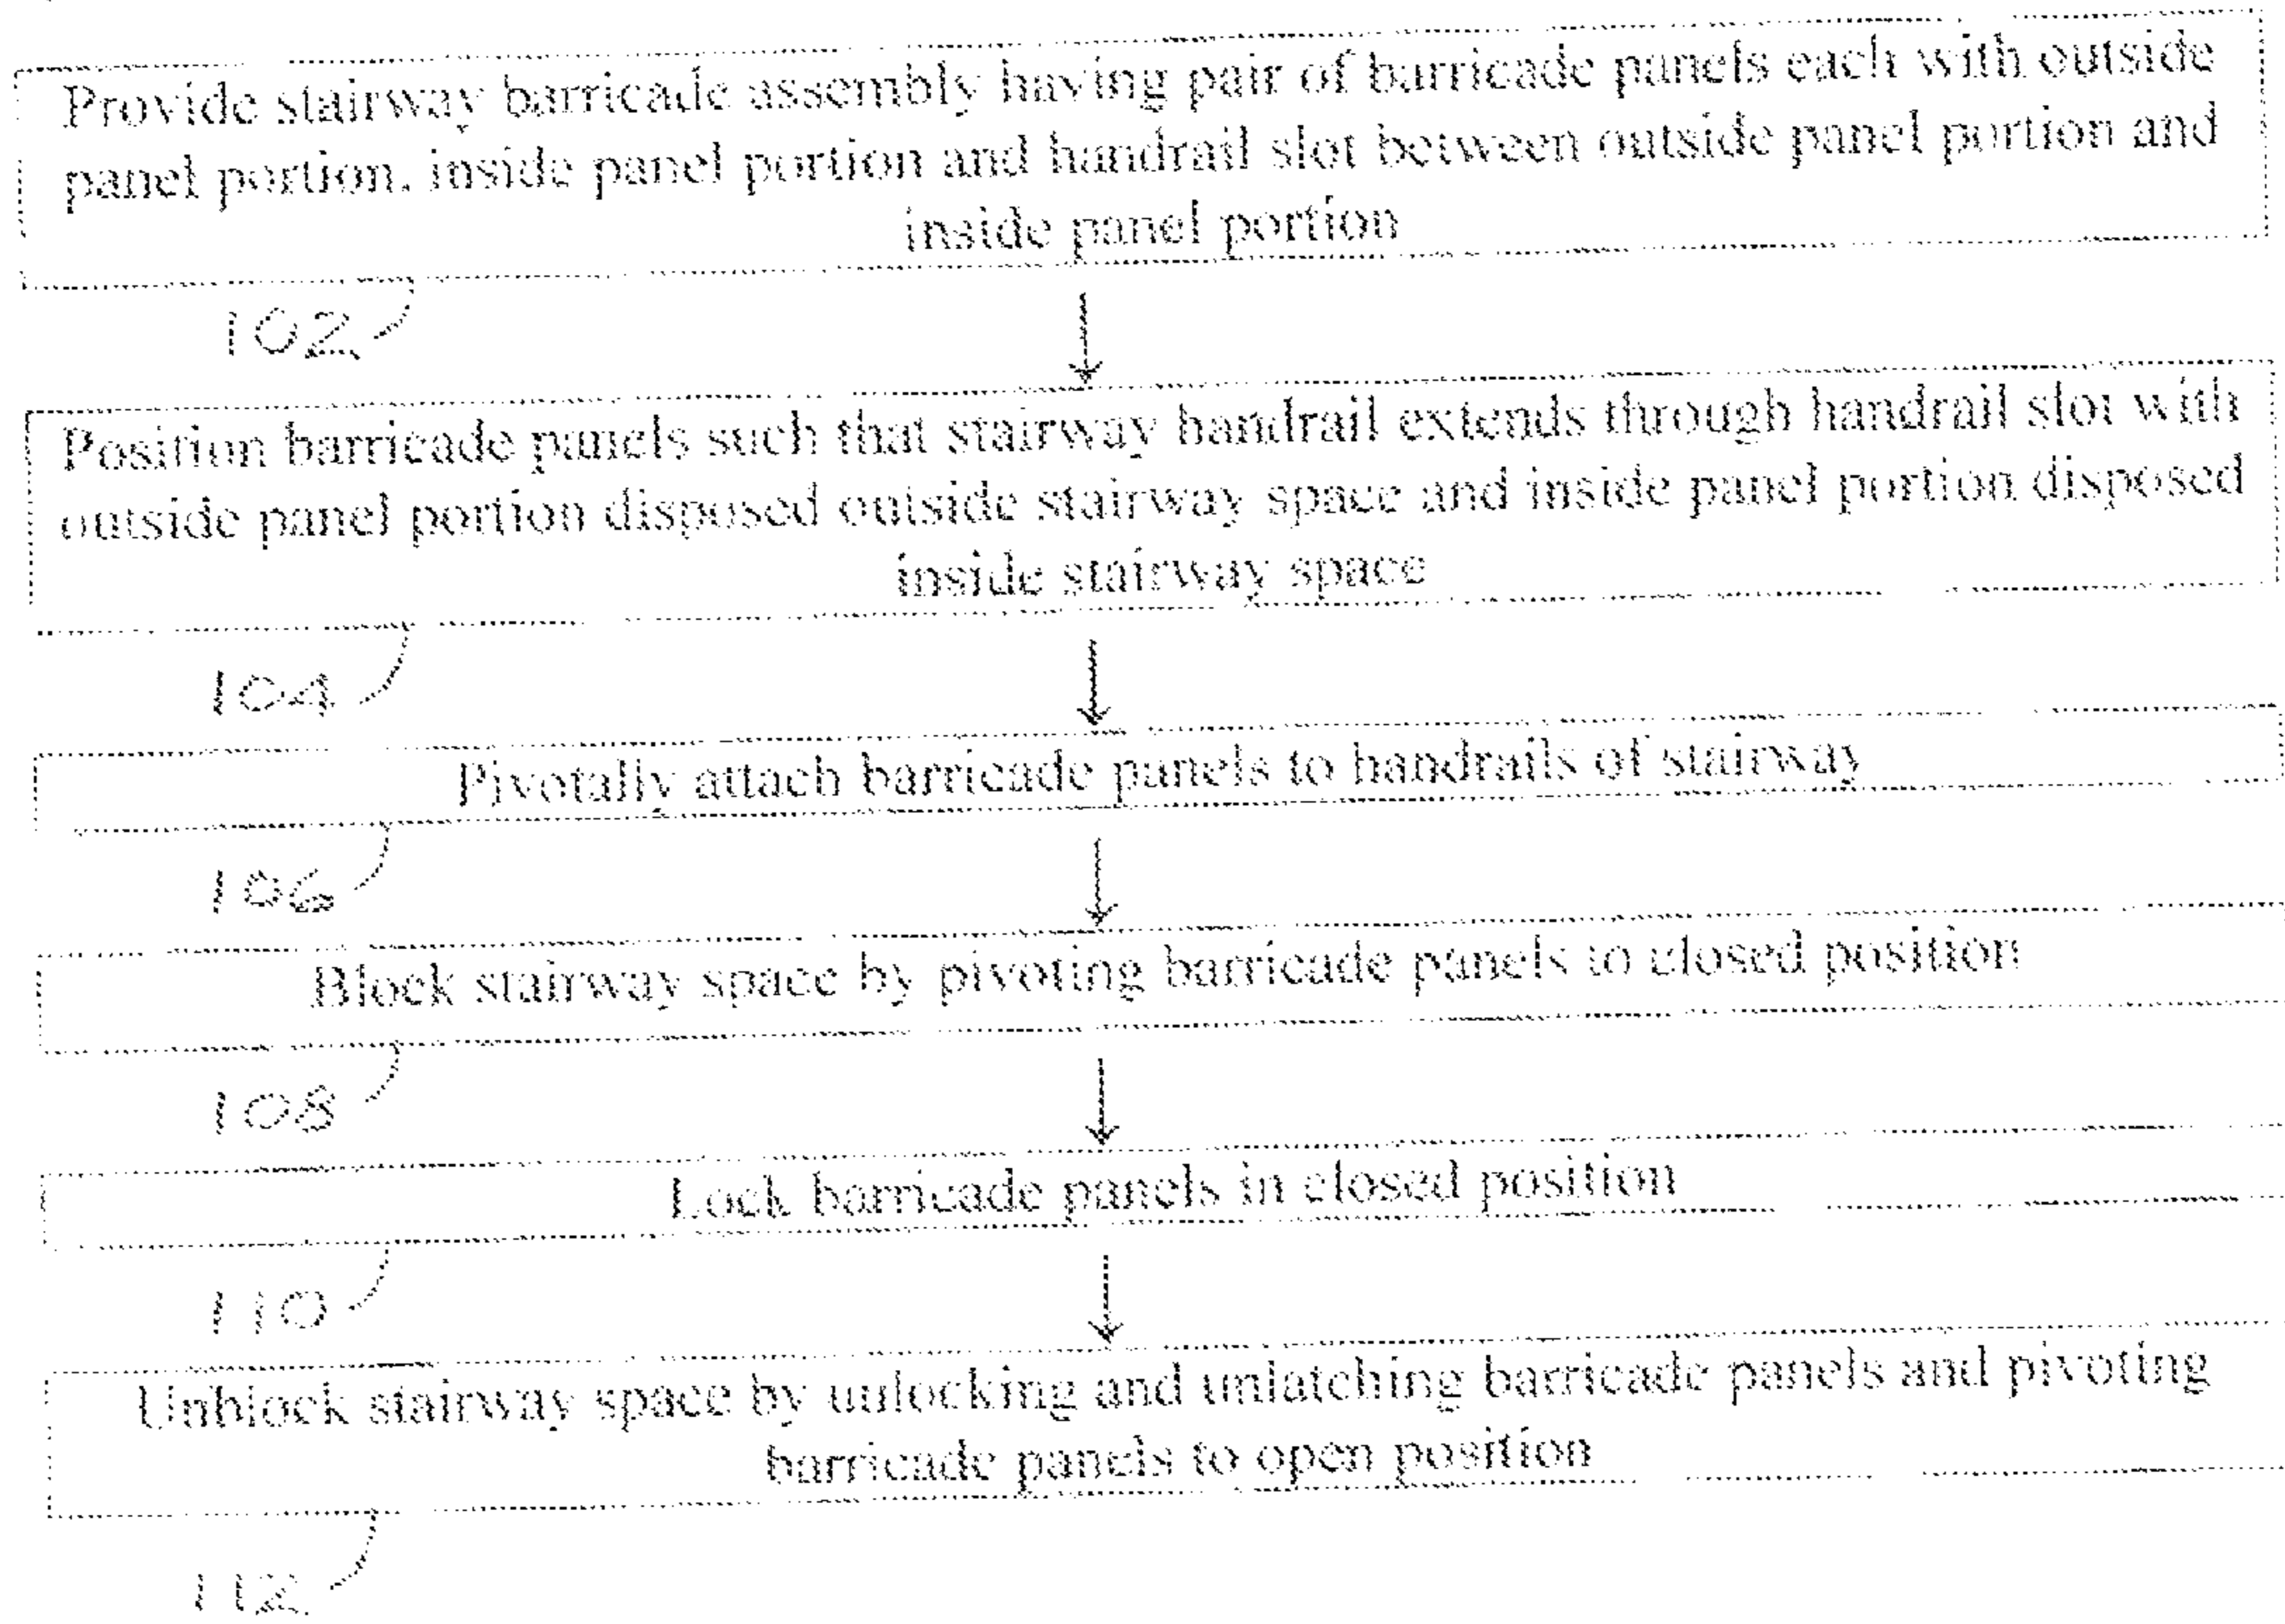 Provide stairway barricade assembly having pair of barricade panels each with outside
panel portion, inside panel portion and handrail slot between outside panel portion and
inside panel portion
102
Position barricade panels such that stairway handrail extends through handrail slot with
outside panel portion disposed outside stairway space and inside panel portion disposed
inside stairway space
104
Pivotally attach barricade panels to handrails of stairway
106
Block stairway space by pivoting barricade panels to closed position
108
Lock barricade panels in closed position
110
Unblock stairway space by unlocking and unlatching barricade panels and pivoting
barricade panels to open position
112